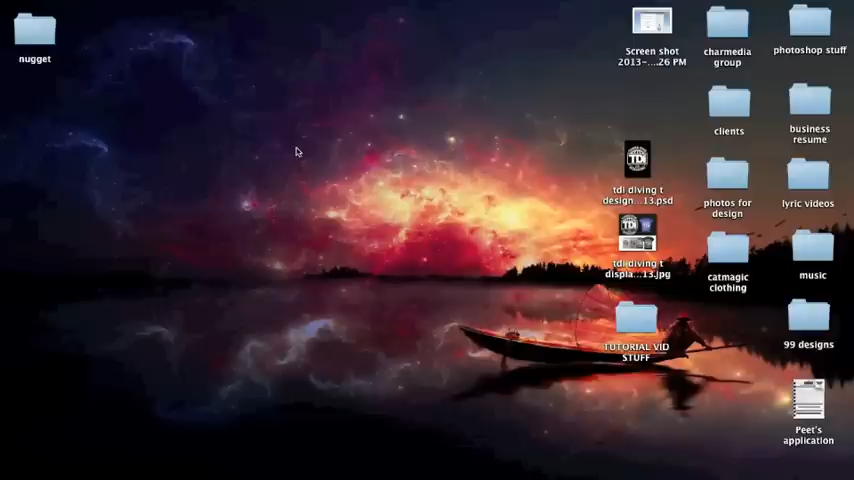 nugget
Screen shot
2013-....26 PM
charmedia
group
photoshop stuff
clients
business
resume
TDI
tdi diving t
design...13.psd
photos for
design
lyric videos
tdi diving t
displa...13.jpg
catmagic
clothing
music
TUTORIAL VID
STUFF
99 designs
Peet's
application